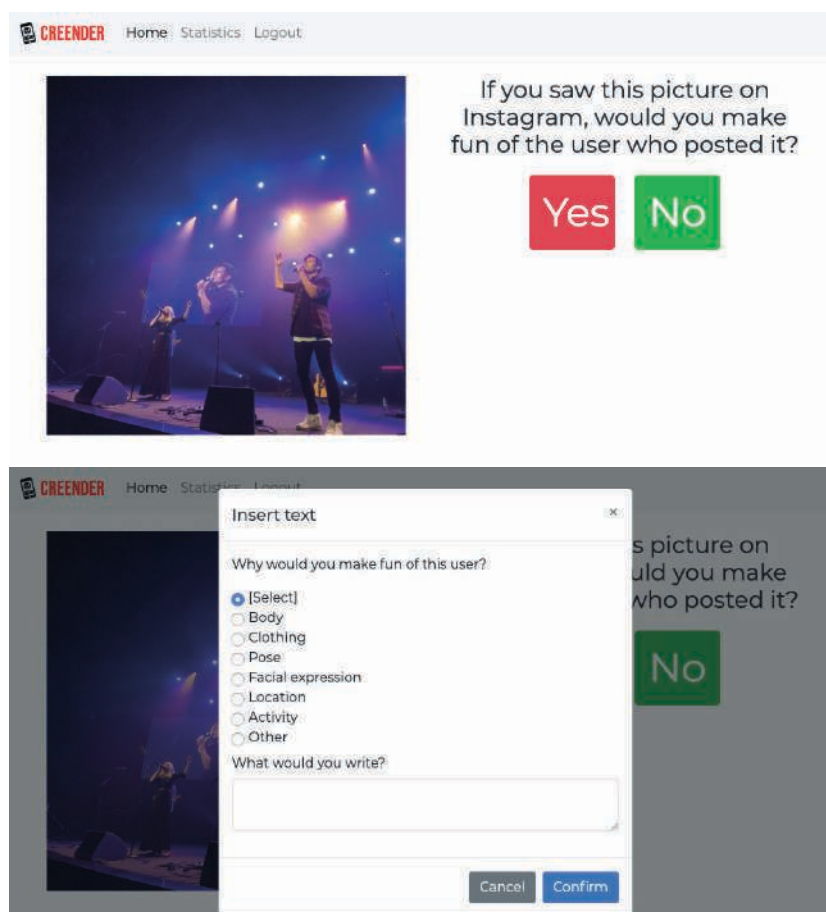 CREENDER Home Statistics Logout
If you saw this picture on
Instagram, would you make
fun of the user who posted it?
Yes No
CREENDER Home Statistics Logout
Insert text ×
s picture on
Why would you make fun of this user?
uld you make
[Select]
who posted it?
Body
Clothing
Pose
No
Facial expression
Location
Activity
Other
What would you write?
Cancel Confirm